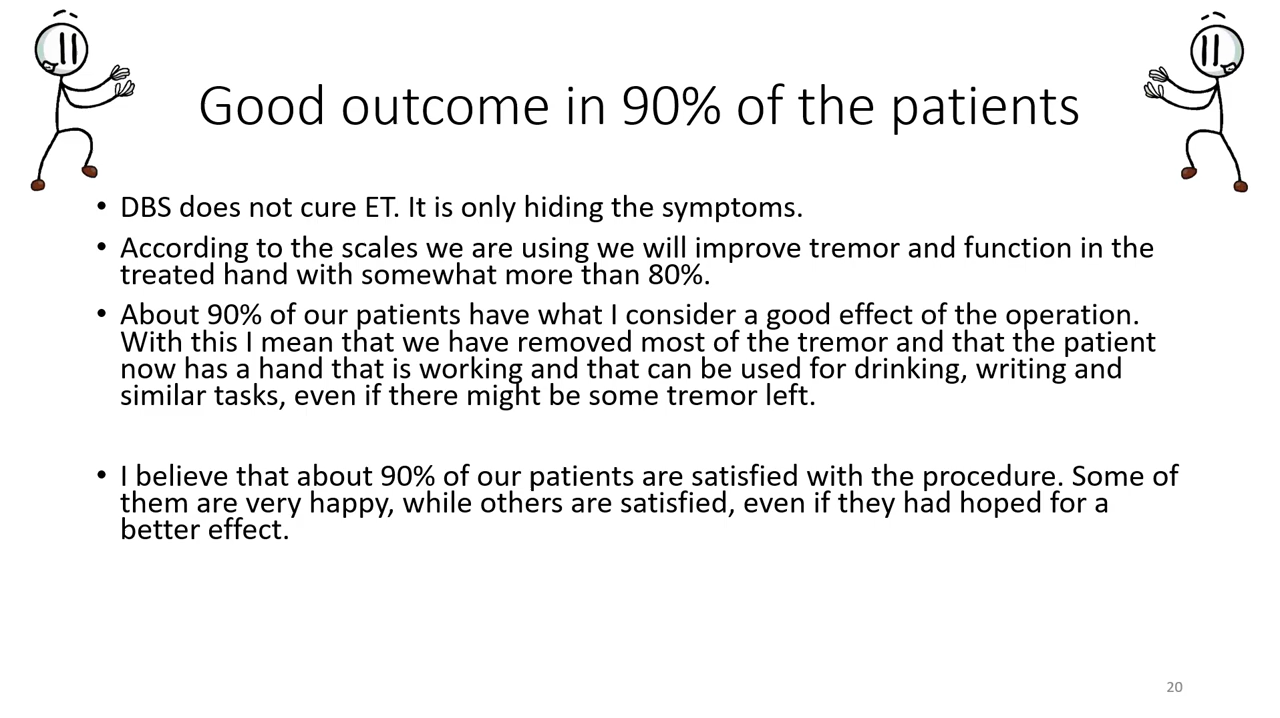 Good outcome in 90% of the patients
• DBS does not cure ET. It is only hiding the symptoms.
• According to the scales we are using we will improve tremor and function in the
treated hand with somewhat more than 80%.
• About 90% of our patients have what I consider a good effect of the operation.
With this I mean that we have removed most of the tremor and that the patient
now has a hand that is working and that can be used for drinking, writing and
similar tasks, even if there might be some tremor left.
• I believe that about 90% of our patients are satisfied with the procedure. Some of
them are very happy, while others are satisfied, even if they had hoped for a
better effect.
20